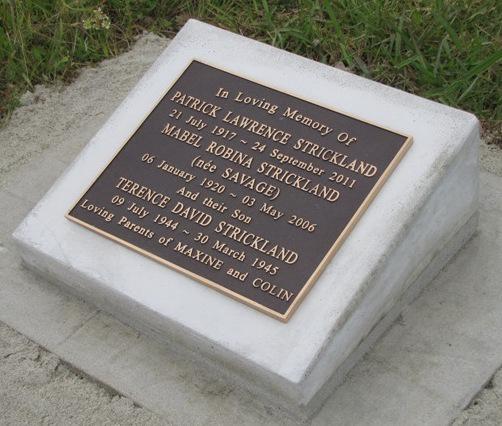 In Loving Memory Of
PATRICK LAWRENCE STRICKLAND
21 July 1917 ~ 24 September 2011
MABEL ROBINA STRICKLAND
(née SAVAGE)
06 January 1920 ~ 03 May 2006
And their Son
TERENCE DAVID STRICKLAND
09 July 1944 ~ 30 March 1945
Loving Parents of MAXINE and COLIN